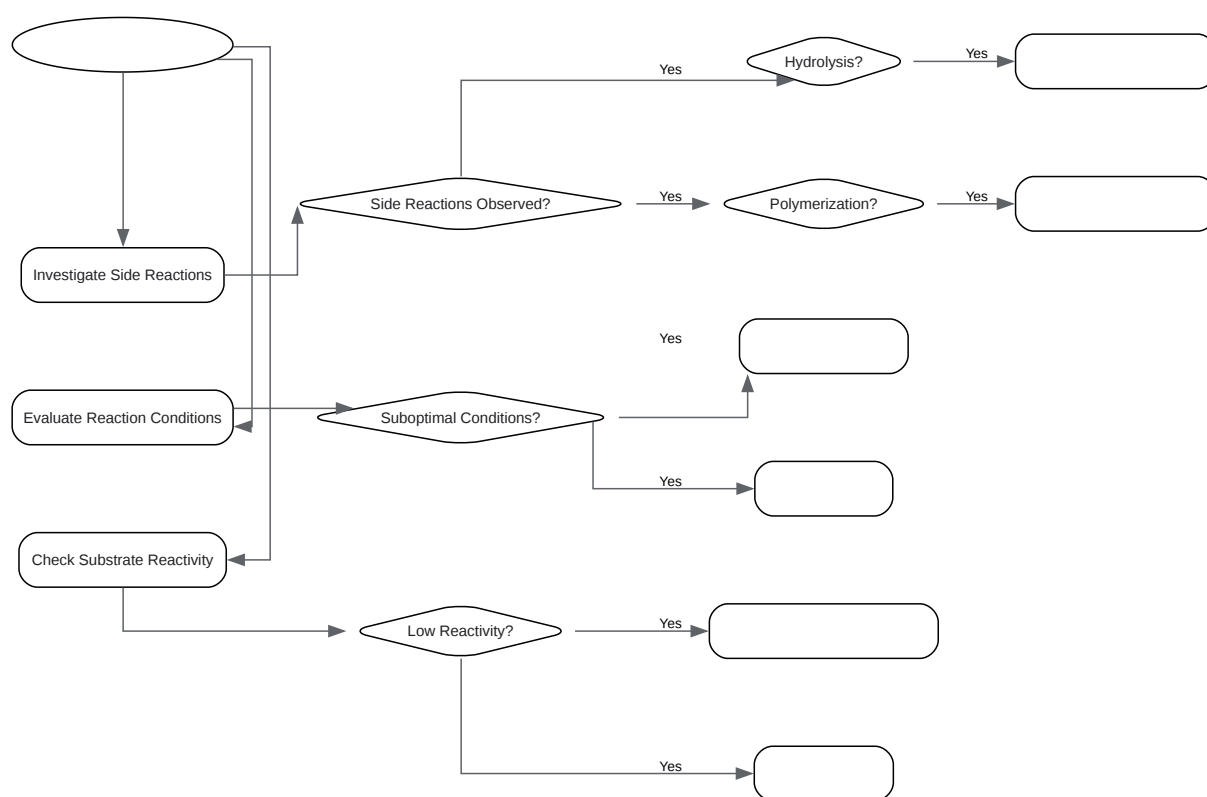 Hydrolysis?
Yes
Yes
Side Reactions Observed?
Yes
Polymerization?
Yes
Investigate Side Reactions
Yes
Evaluate Reaction Conditions
Suboptimal Conditions?
Yes
Check Substrate Reactivity
Low Reactivity?
Yes
Yes